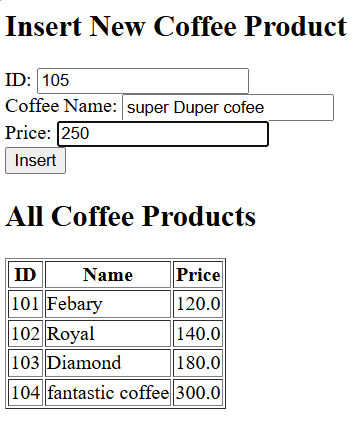 Insert New Coffee Product
ID: 105
Coffee Name: super Duper cofee
Price: 250
Insert
All Coffee Products
ID Name Price
101 Febary 120.0
102 Royal 140.0
103 Diamond 180.0
104 fantastic coffee 300.0